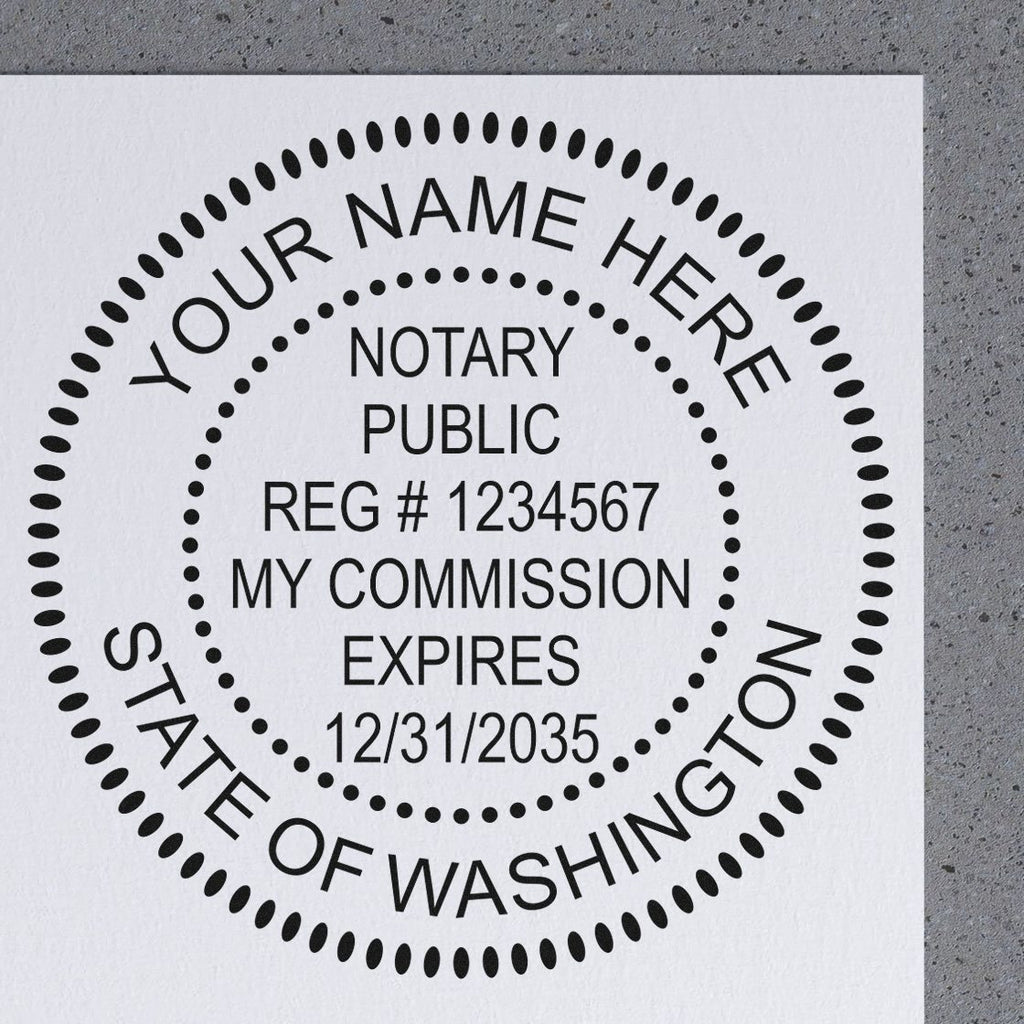 YOUR NAME HERE
NOTARY
PUBLIC
REG # 1234567
MY COMMISSION
EXPIRES
12/31/2035
STATE OF WASHINGTON